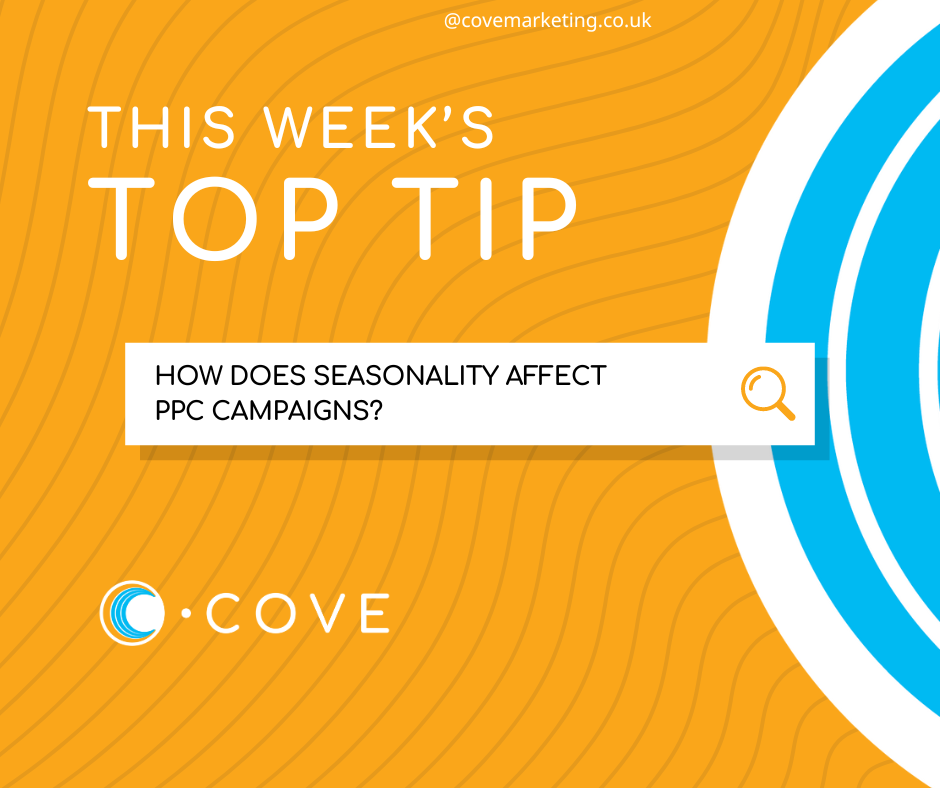 @covemarketing.co.uk
THIS WEEK'S
TOP TIP
HOW DOES SEASONALITY AFFECT
PPC CAMPAIGNS?
COVE